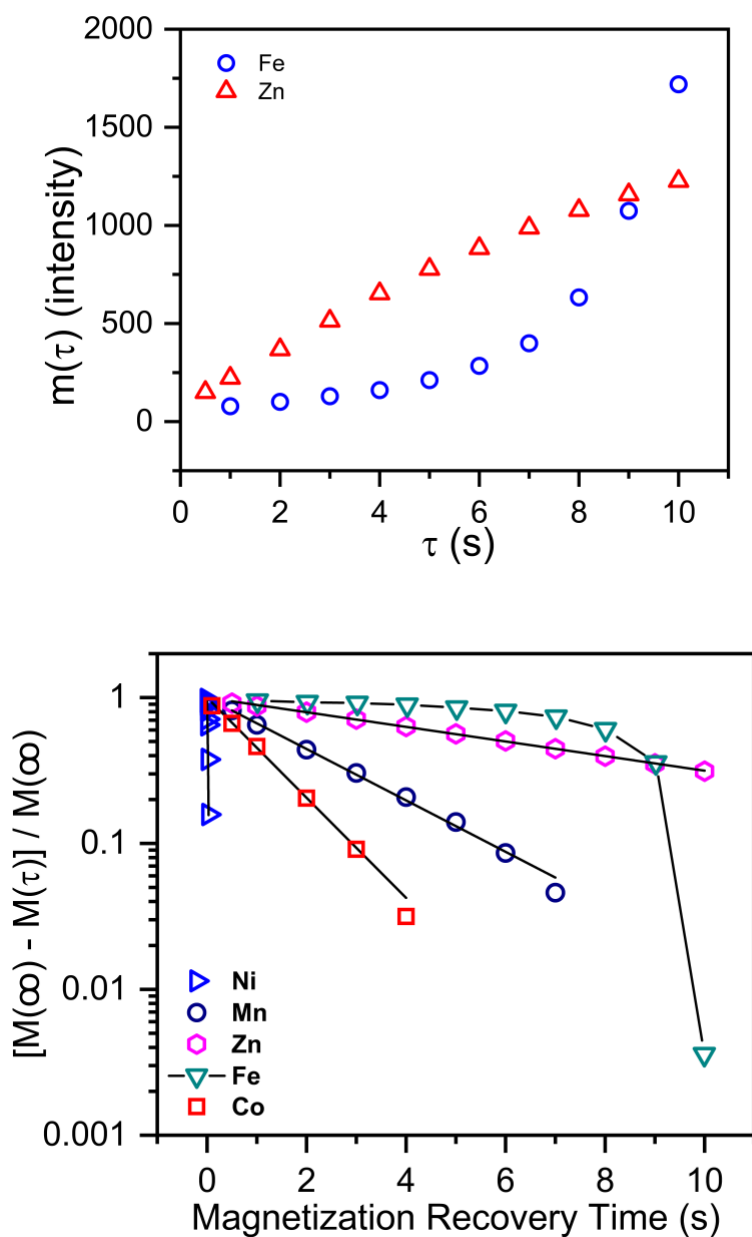 2000
1500
1000
500
0
Fe
Zn
m(τ) (intensity)
0 2 4 6 8 10
τ (s)
1
0.1
0.01
0.001
[M(∞) - M(τ)] / M(∞)
Ni
Mn
Zn
Fe
Co
0 2 4 6 8 10
Magnetization Recovery Time (s)